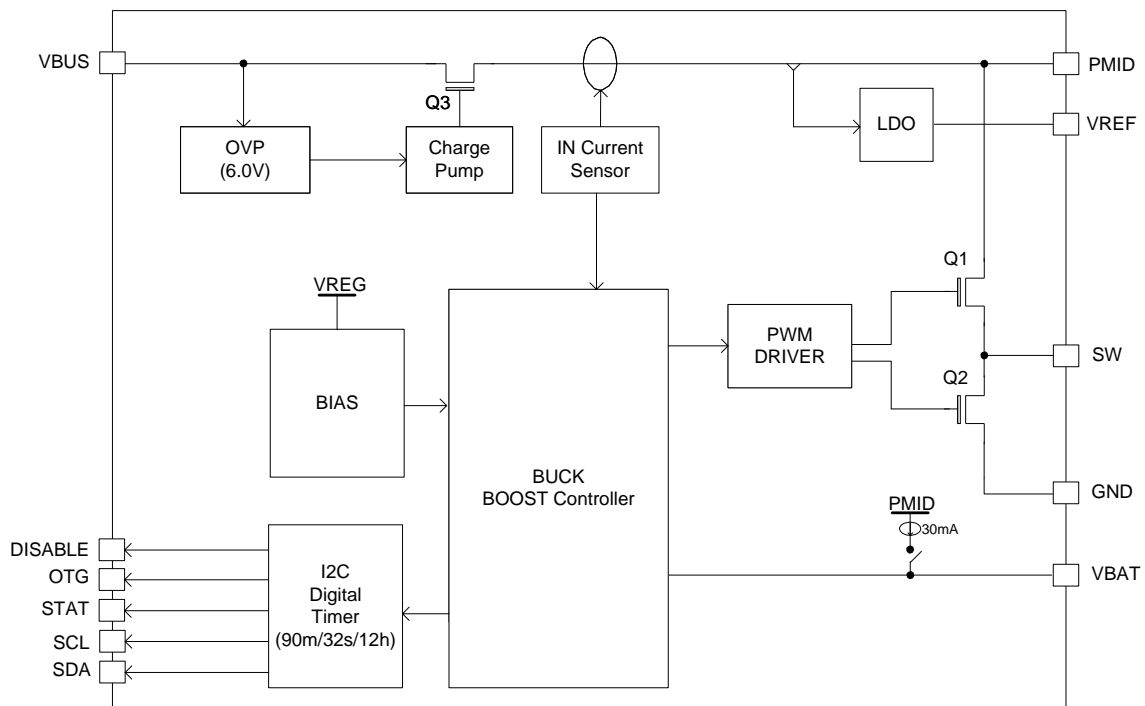 VBUS
PMID
Q3
OVP
(6.0V)
Charge
Pump
IN Current
Sensor
LDO
VREF
VREG
Q1
BIAS
PWM
DRIVER
SW
Q2
BUCK
BOOST Controller
GND
PMID
30mA
DISABLE
OTG
STAT
SCL
SDA
I2C
Digital
Timer
(90m/32s/12h)
VBAT